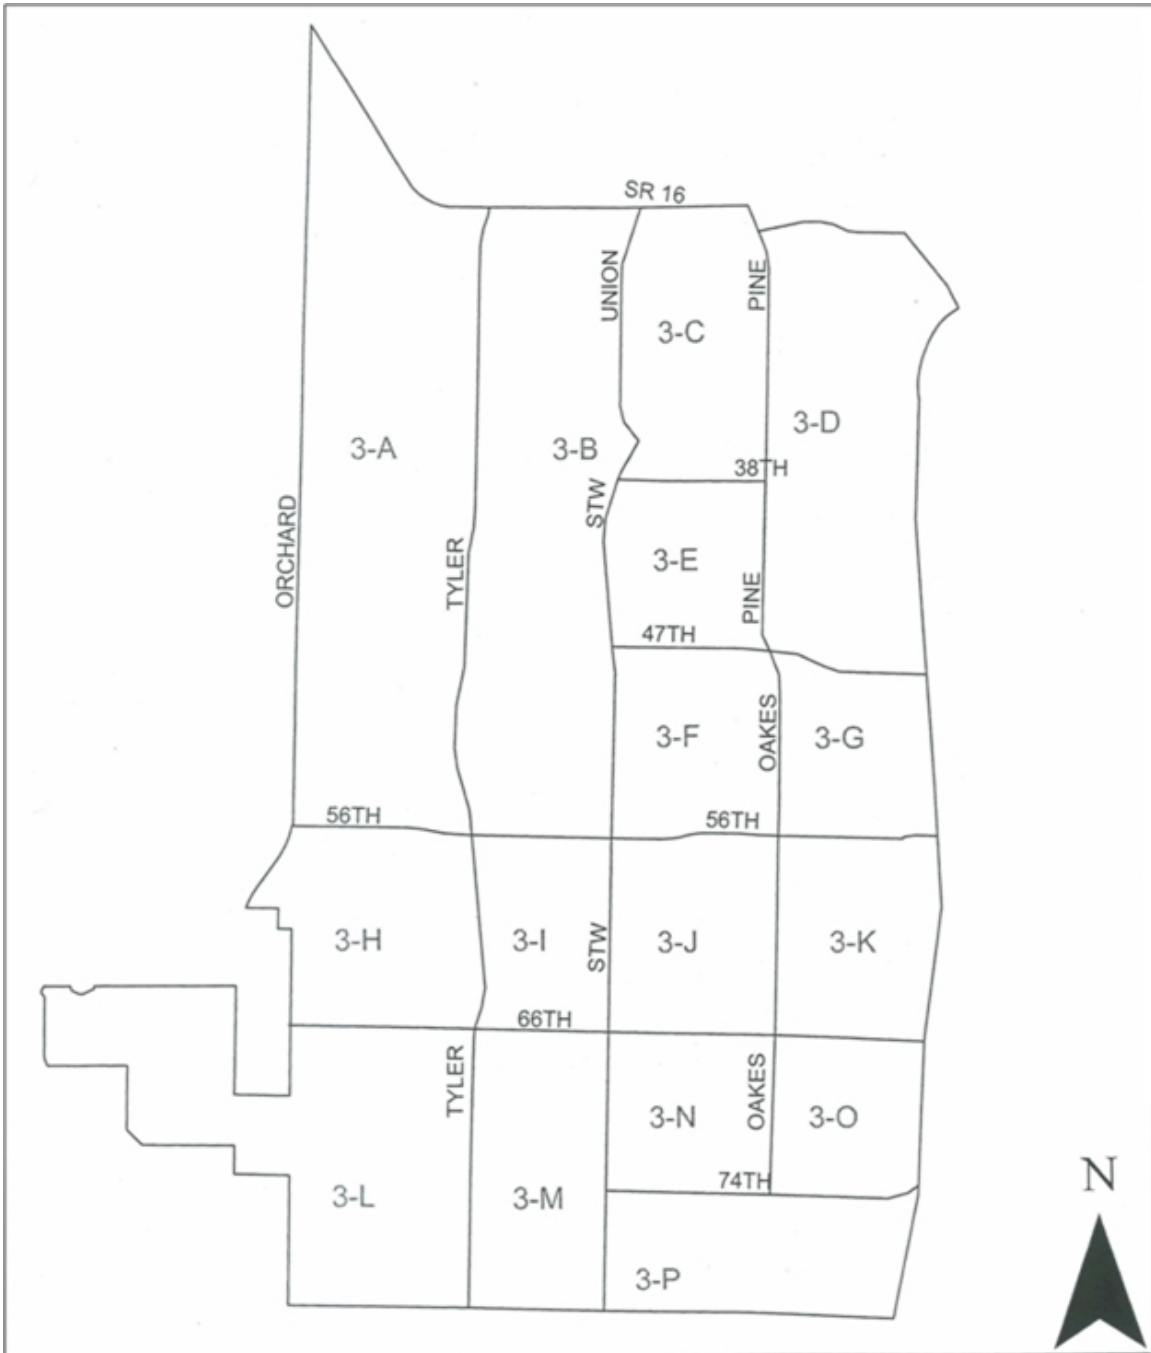 SR 16
UNION
PINE
3-C
3-D
3-A
3-B
38TH
STW
ORCHARD
TYLER
3-E
PINE
47TH
OAKES
3-F
3-G
56TH
56TH
3-H
3-I
STW
3-J
3-K
66TH
TYLER
OAKES
3-N
3-O
74TH
N
3-L
3-M
3-P